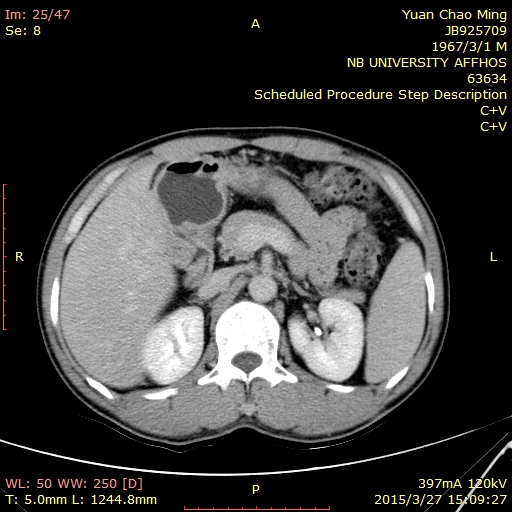 Im: 25/47
Se: 8
A
Yuan Chao Ming
JB925709
1967/3/1 M
NB UNIVERSITY AFFHOS
63634
Scheduled Procedure Step Description
C+V
C+V
R
L
WL: 50 WW: 250 [D]
T: 5.0mm L: 1244.8mm
P
397mA 120kV
2015/3/27 15:09:27